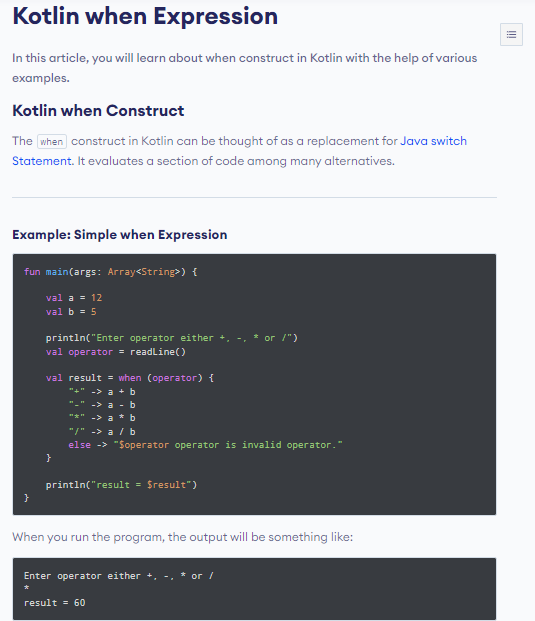 Kotlin when Expression
In this article, you will learn about when construct in Kotlin with the help of various
examples.
Kotlin when Construct
The when construct in Kotlin can be thought of as a replacement for Java switch
Statement. It evaluates a section of code among many alternatives.
Example: Simple when Expression
fun main(args: Array<String>) {
    val a = 12
    val b = 5
    println("Enter operator either +, -, * or /")
    val operator = readLine()
    val result = when (operator) {
        "+" -> a + b
        "-" -> a - b
        "*" -> a * b
        "/" -> a / b
        else -> "$operator operator is invalid operator."
    }
    println("result = $result")
}
When you run the program, the output will be something like:
Enter operator either +, -, * or /
*
result = 60